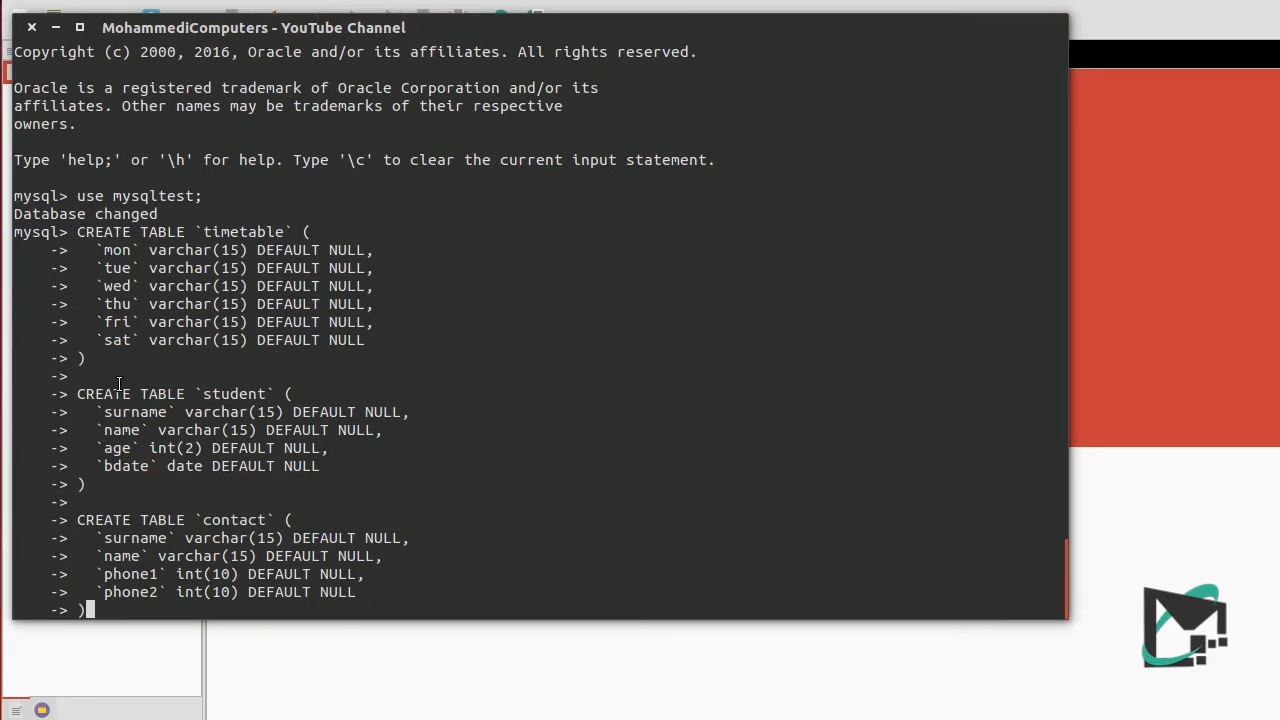 MohammediComputers - YouTube Channel
Copyright (c) 2000, 2016, Oracle and/or its affiliates. All rights reserved.
Oracle is a registered trademark of Oracle Corporation and/or its
affiliates. Other names may be trademarks of their respective
owners.
Type 'help;' or '\h' for help. Type '\c' to clear the current input statement.
mysql> use mysqltest;
Database changed
mysql> CREATE TABLE `timetable` (
    ->   `mon` varchar(15) DEFAULT NULL,
    ->   `tue` varchar(15) DEFAULT NULL,
    ->   `wed` varchar(15) DEFAULT NULL,
    ->   `thu` varchar(15) DEFAULT NULL,
    ->   `fri` varchar(15) DEFAULT NULL,
    ->   `sat` varchar(15) DEFAULT NULL
    -> )
    ->
    -> CREATE TABLE `student` (
    ->   `surname` varchar(15) DEFAULT NULL,
    ->   `name` varchar(15) DEFAULT NULL,
    ->   `age` int(2) DEFAULT NULL,
    ->   `bdate` date DEFAULT NULL
    -> )
    ->
    -> CREATE TABLE `contact` (
    ->   `surname` varchar(15) DEFAULT NULL,
    ->   `name` varchar(15) DEFAULT NULL,
    ->   `phone1` int(10) DEFAULT NULL,
    ->   `phone2` int(10) DEFAULT NULL
    -> )